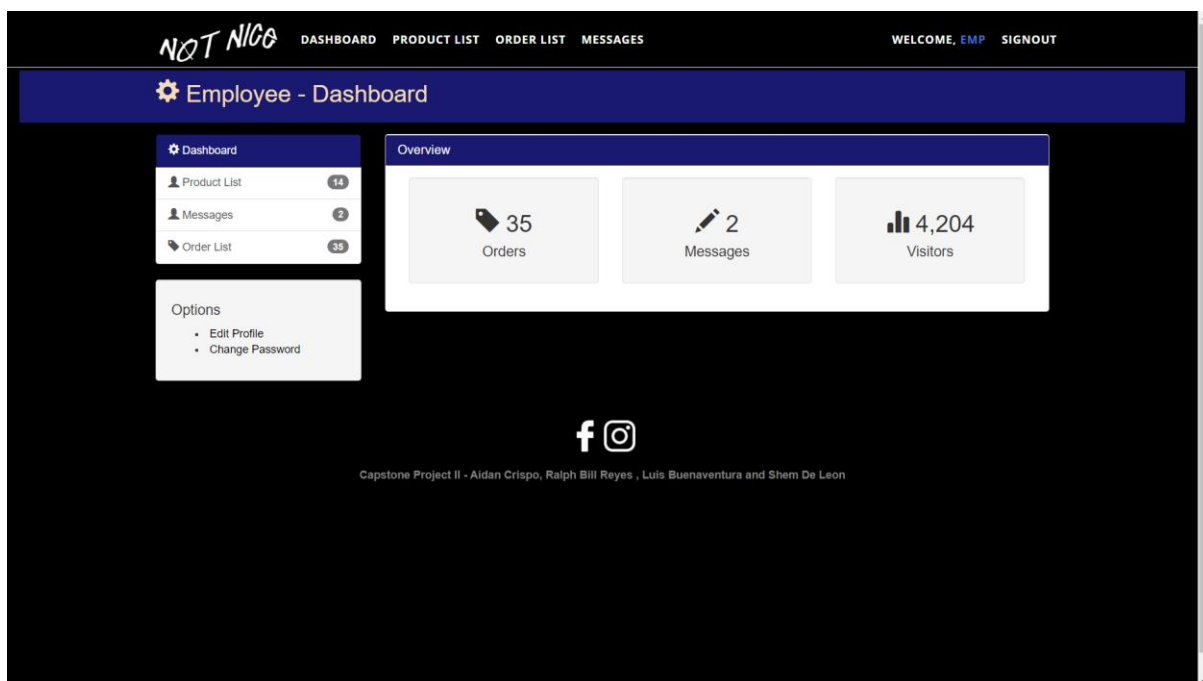 NOT NICE DASHBOARD PRODUCT LIST ORDER LIST MESSAGES WELCOME, EMP SIGNOUT
Employee - Dashboard
Dashboard
Product List 14
Messages 2
Order List 35
Options
Edit Profile
Change Password
Overview
35
Orders
2
Messages
4,204
Visitors
Capstone Project II - Aidan Crispo, Ralph Bill Reyes , Luis Buenaventura and Shem De Leon